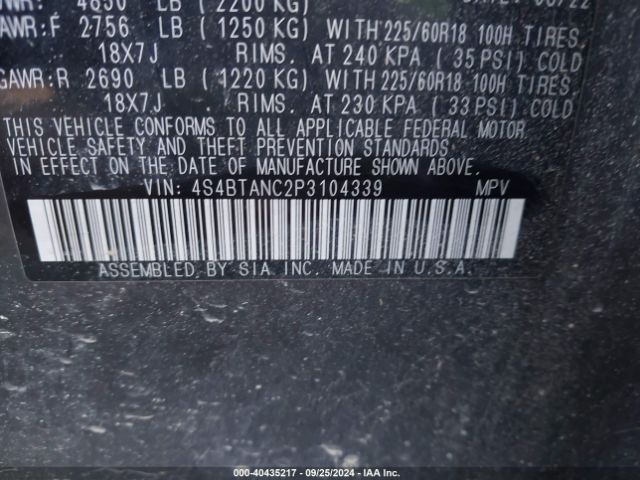 4850 LB (2200 KG)
GAWR:F 2756 LB (1250 KG) WITH 225/60R18 100H TIRES,
18X7J RIMS, AT 240 KPA (35 PSI) COLD
GAWR:R 2690 LB (1220 KG) WITH 225/60R18 100H TIRES,
18X7J RIMS, AT 230 KPA (33 PSI) COLD
THIS VEHICLE CONFORMS TO ALL APPLICABLE FEDERAL MOTOR
VEHICLE SAFETY AND THEFT PREVENTION STANDARDS
IN EFFECT ON THE DATE OF MANUFACTURE SHOWN ABOVE.
VIN: 4S4BTANC2P3104339 MPV
ASSEMBLED BY SIA INC. MADE IN U.S.A.
000-40435217 - 09/25/2024 - IAA Inc.